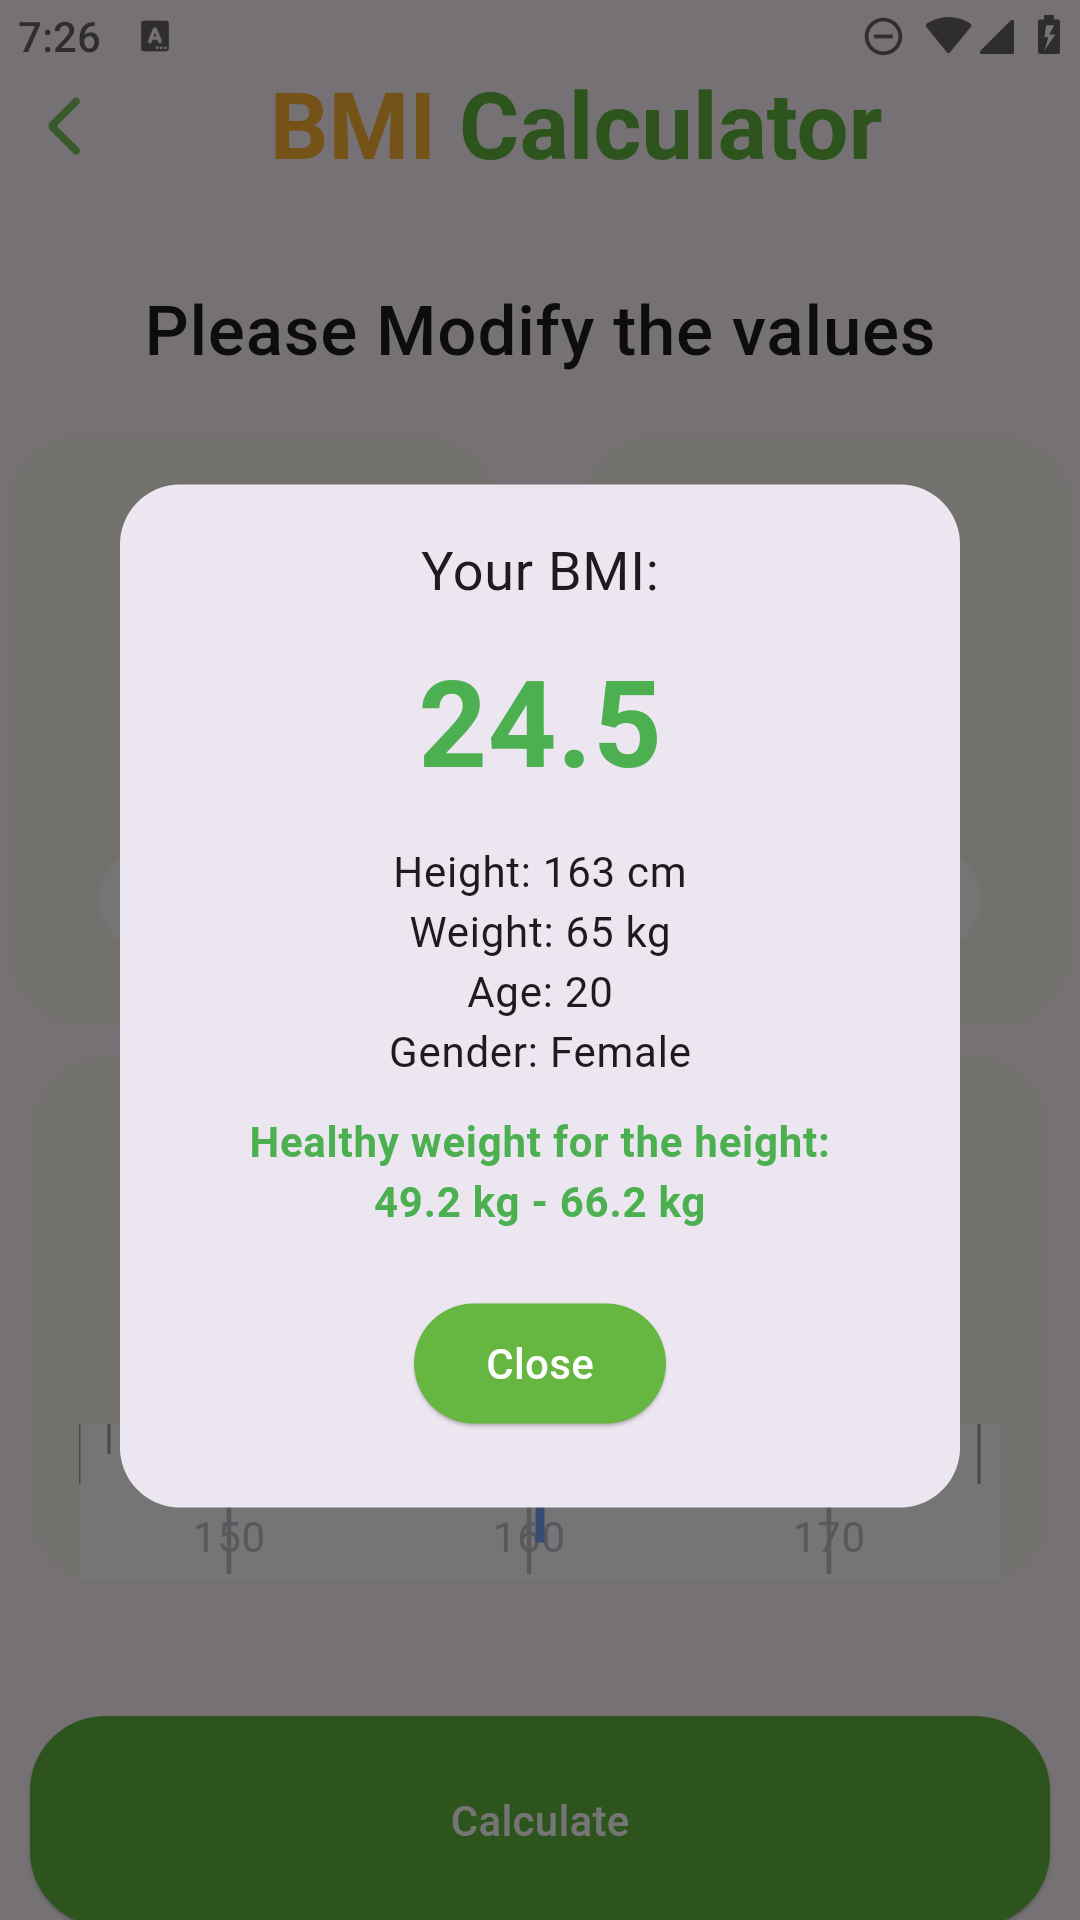 7:26
BMI Calculator
Please Modify the values
Your BMI:
24.5
Height: 163 cm
Weight: 65 kg
Age: 20
Gender: Female
Healthy weight for the height:
49.2 kg - 66.2 kg
Close
150 160 170
Calculate